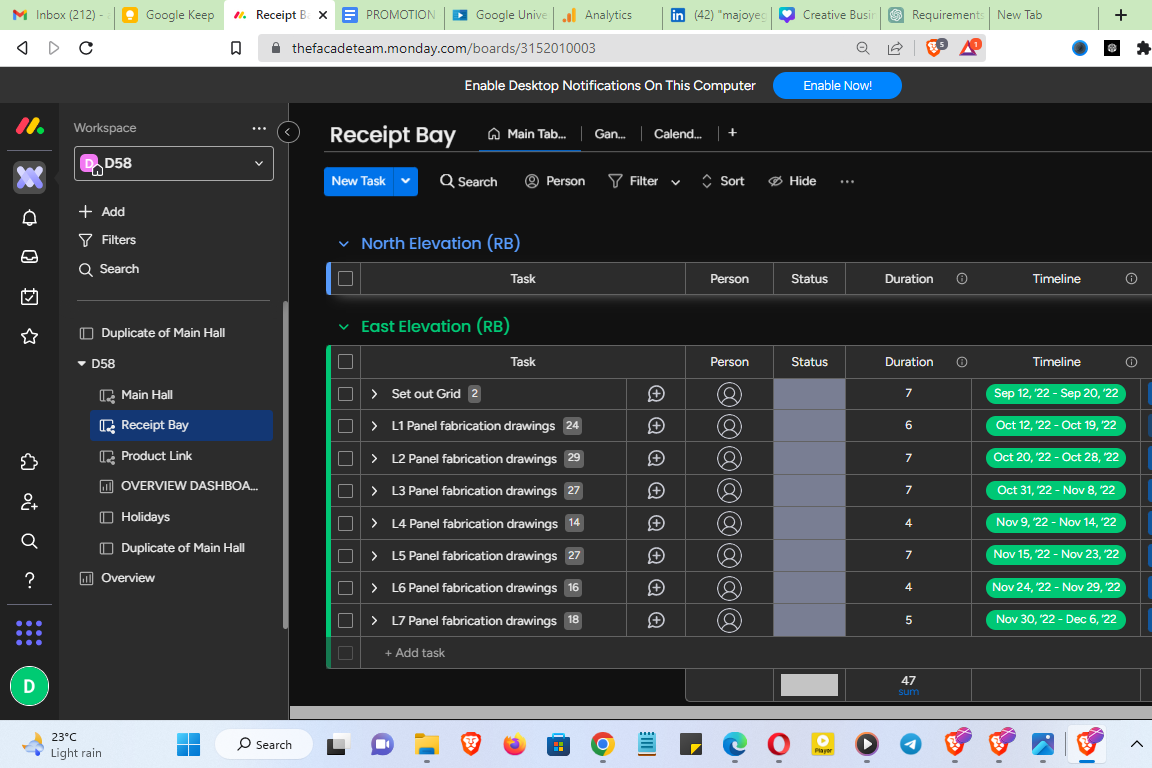 Inbox (212) -
Google Keep
Receipt B
PROMOTION
Google Unive
Analytics
(42) "majoyeg
Creative Busin
Requirements
New Tab
thefacadeteam.monday.com/boards/3152010003
5
1
Enable Desktop Notifications On This Computer
Enable Now!
Workspace
D
D58
Add
Filters
Search
Duplicate of Main Hall
D58
Main Hall
Receipt Bay
Product Link
OVERVIEW DASHBOA...
Holidays
Duplicate of Main Hall
Overview
D
Receipt Bay
Main Tab...
Gan...
Calend...
+
New Task
Search
Person
Filter
Sort
Hide
North Elevation (RB)
Task Person Status Duration Timeline
East Elevation (RB)
Task Person Status Duration Timeline
Set out Grid 2 7 Sep 12, '22 - Sep 20, '22
L1 Panel fabrication drawings 24 6 Oct 12, '22 - Oct 19, '22
L2 Panel fabrication drawings 29 7 Oct 20, '22 - Oct 28, '22
L3 Panel fabrication drawings 27 7 Oct 31, '22 - Nov 8, '22
L4 Panel fabrication drawings 14 4 Nov 9, '22 - Nov 14, '22
L5 Panel fabrication drawings 27 7 Nov 15, '22 - Nov 23, '22
L6 Panel fabrication drawings 16 4 Nov 24, '22 - Nov 29, '22
L7 Panel fabrication drawings 18 5 Nov 30, '22 - Dec 6, '22
+ Add task
47
sum
23°C
Light rain
Search
Player